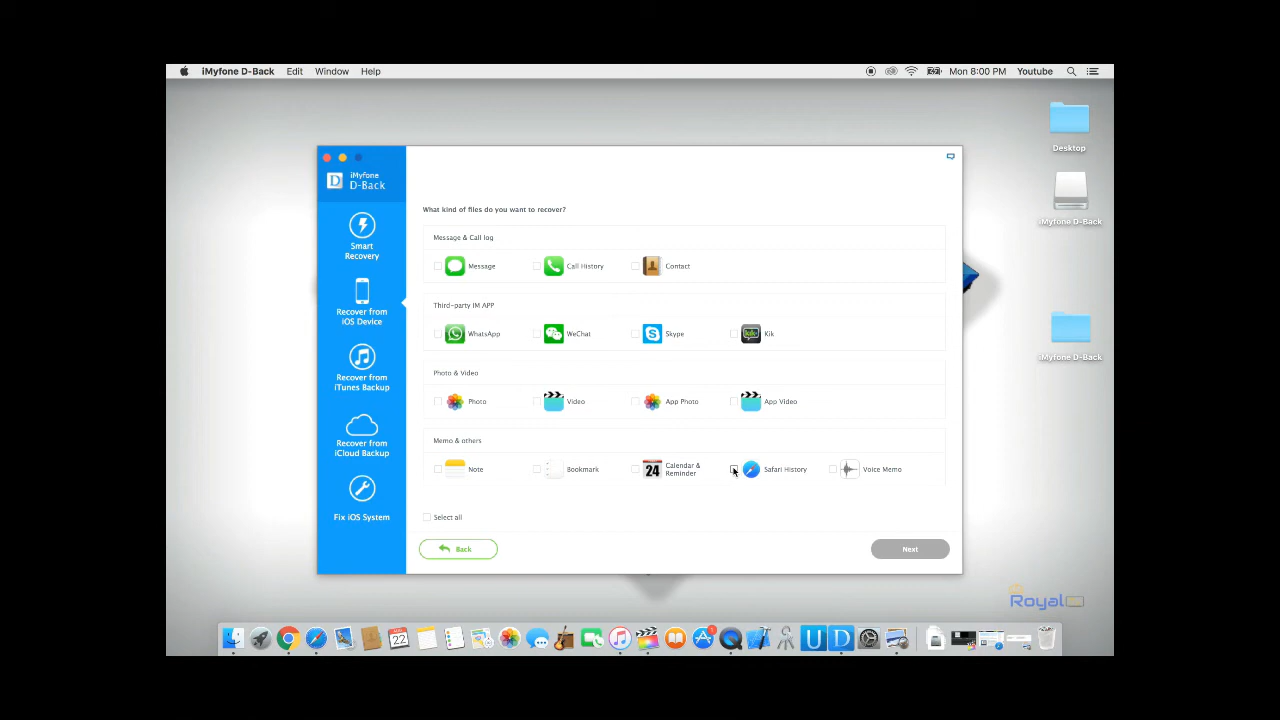 iMyfone D-Back Edit Window Help
Mon 8:00 PM Youtube
Desktop
iMyfone D-Back
iMyfone D-Back
iMyfone
D-Back
D
Smart
Recovery
Recover from
iOS Device
Recover from
iTunes Backup
Recover from
iCloud Backup
Fix iOS System
What kind of files do you want to recover?
Message & Call log
Message Call History Contact
Third-party IM APP
WhatsApp WeChat Skype kik Kik
Photo & Video
Photo Video App Photo App Video
Memo & others
Note Bookmark 24 Calendar &
Reminder Safari History Voice Memo
Select all
Back Next
Royal
22 1 U D